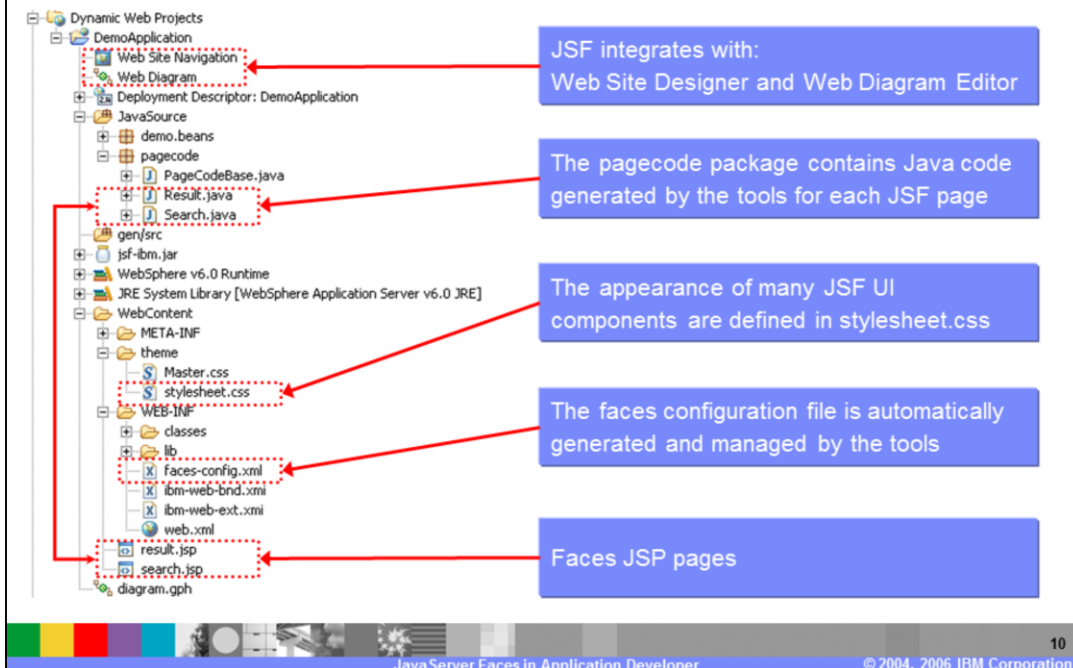 Dynamic Web Projects
DemoApplication
Web Site Navigation
Web Diagram
Deployment Descriptor: DemoApplication
JavaSource
demo.beans
pagecode
PageCodeBase.java
Result.java
Search.java
gen/src
jsf-ibm.jar
WebSphere v6.0 Runtime
JRE System Library [WebSphere Application Server v6.0 JRE]
WebContent
META-INF
theme
Master.css
stylesheet.css
WEB-INF
classes
lib
faces-config.xml
ibm-web-bnd.xmi
ibm-web-ext.xmi
web.xml
result.jsp
search.jsp
diagram.gph
JSF integrates with:
Web Site Designer and Web Diagram Editor
The pagecode package contains Java code
generated by the tools for each JSF page
The appearance of many JSF UI
components are defined in stylesheet.css
The faces configuration file is automatically
generated and managed by the tools
Faces JSP pages
10
JavaServer Faces in Application Developer
© 2004, 2006 IBM Corporation